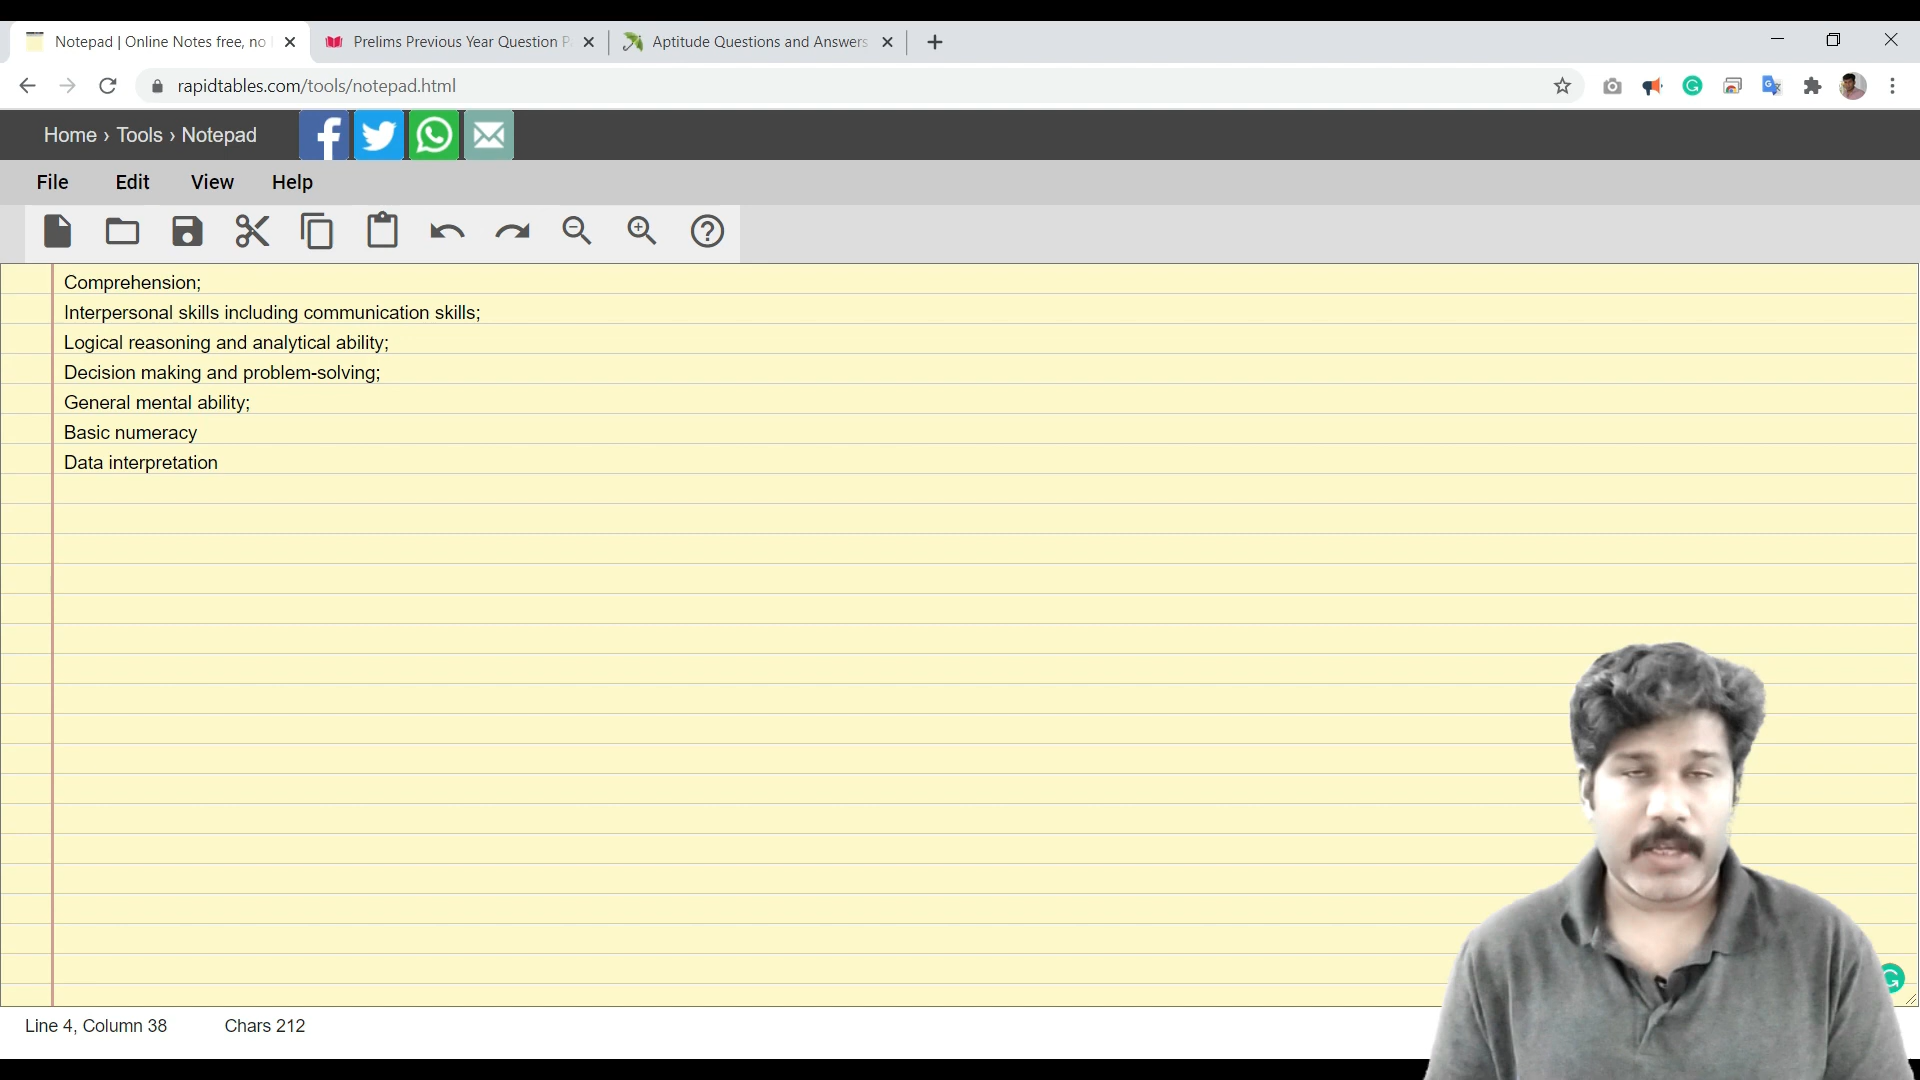 Notepad | Online Notes free, no
Prelims Previous Year Question P
Aptitude Questions and Answers
rapidtables.com/tools/notepad.html
Home › Tools › Notepad
File Edit View Help
Comprehension;
Interpersonal skills including communication skills;
Logical reasoning and analytical ability;
Decision making and problem-solving;
General mental ability;
Basic numeracy
Data interpretation
Line 4, Column 38 Chars 212